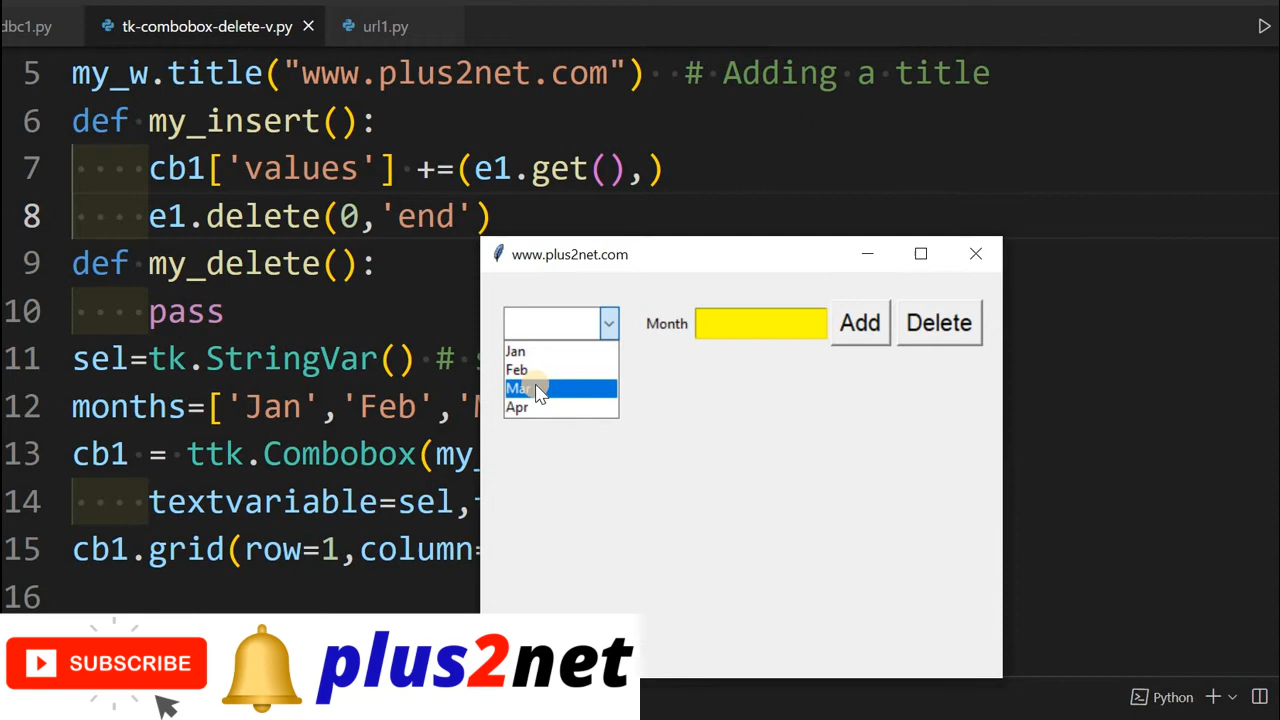 dbc1.py tk-combobox-delete-v.py url1.py
5 my_w.title("www.plus2net.com") # Adding a title
6 def my_insert():
7 cb1['values'] +=(e1.get(),)
8 e1.delete(0,'end')
9 def my_delete():
10 pass
11 sel=tk.StringVar() #
12 months=['Jan','Feb','
13 cb1 = ttk.Combobox(my_
14 textvariable=sel,
15 cb1.grid(row=1,column=
16
www.plus2net.com
Month Add Delete
Jan
Feb
Mar
Apr
SUBSCRIBE
plus2net
Python